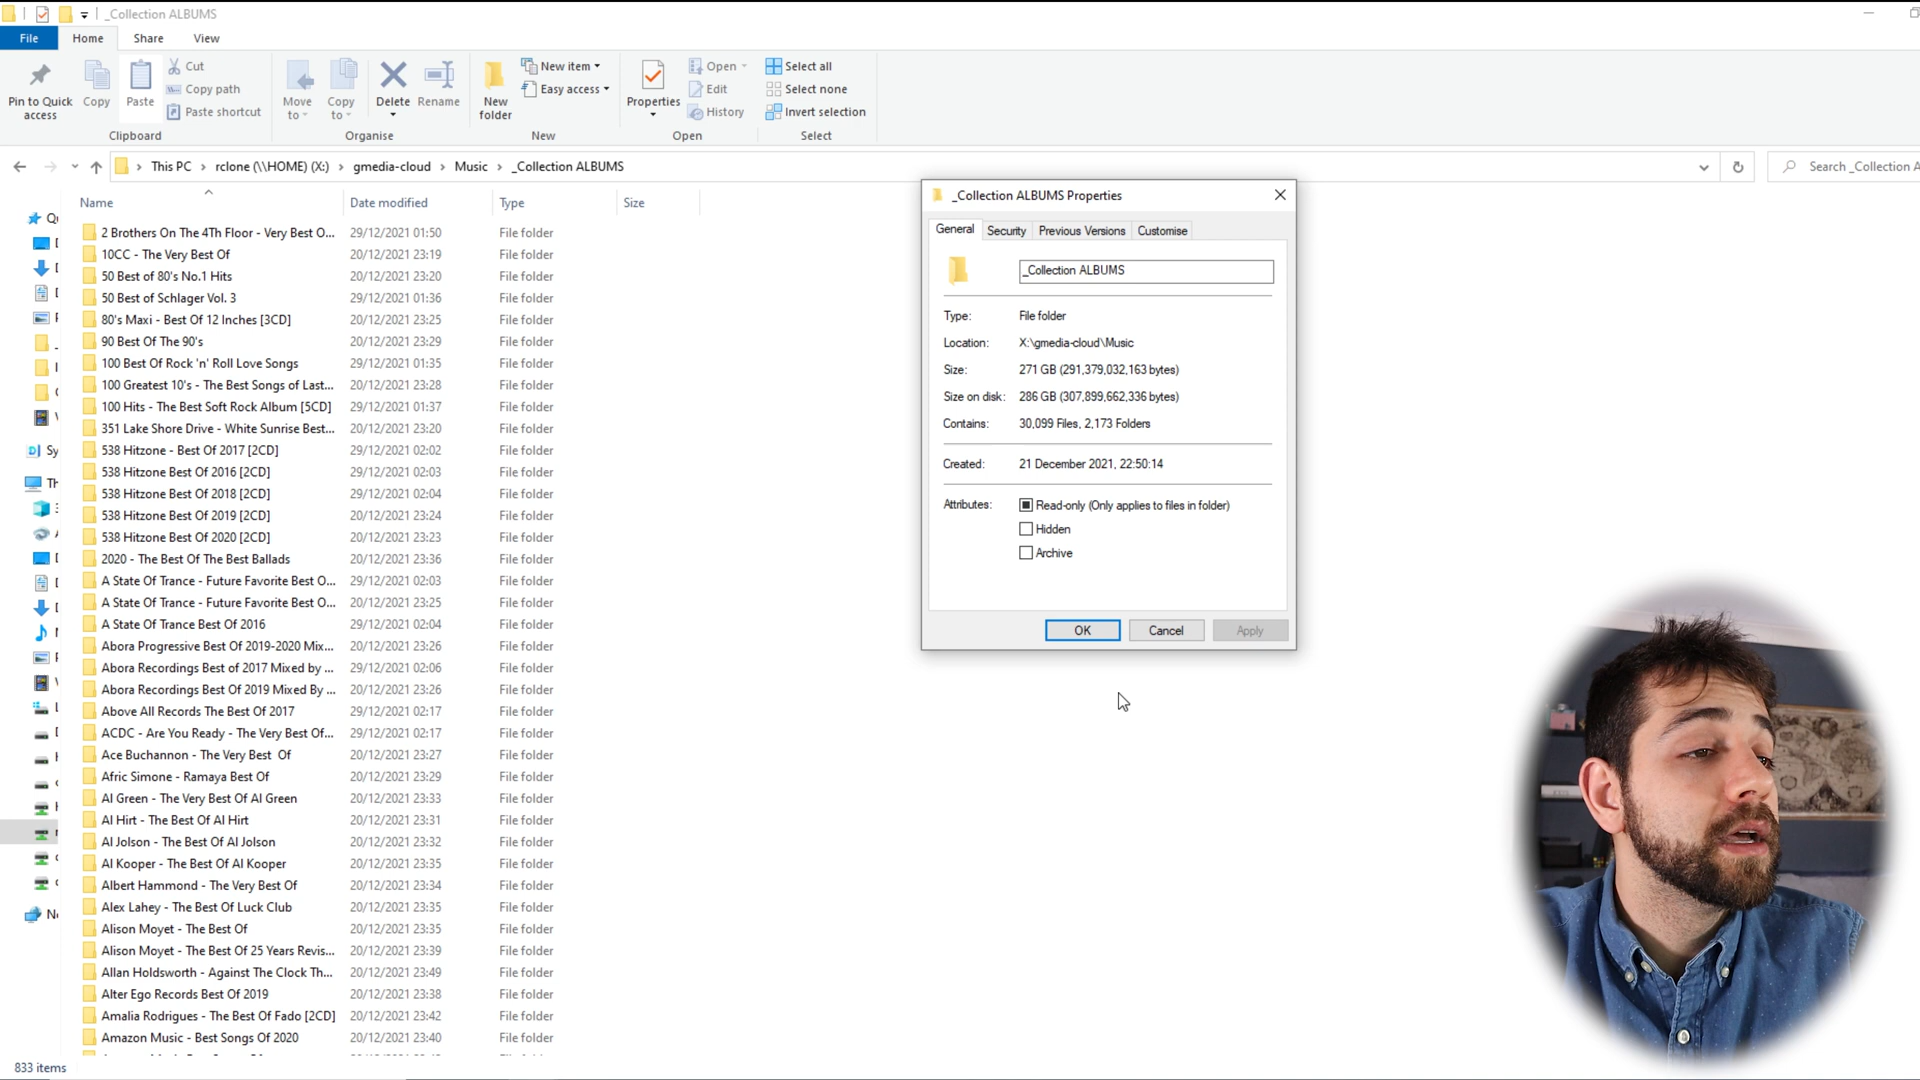 _Collection ALBUMS
File Home Share View
Pin to Quick access
Copy
Paste
Cut
Copy path
Paste shortcut
Clipboard
Move to
Copy to
Delete
Rename
Organise
New folder
New item
Easy access
New
Properties
Open
Edit
History
Open
Select all
Select none
Invert selection
Select
This PC > rclone (\\HOME) (X:) > gmedia-cloud > Music > _Collection ALBUMS
Search _Collection A
Name Date modified Type Size
2 Brothers On The 4Th Floor - Very Best O... 29/12/2021 01:50 File folder
10CC - The Very Best Of 20/12/2021 23:19 File folder
50 Best of 80's No.1 Hits 20/12/2021 23:20 File folder
50 Best of Schlager Vol. 3 29/12/2021 01:36 File folder
80's Maxi - Best Of 12 Inches [3CD] 20/12/2021 23:25 File folder
90 Best Of The 90's 20/12/2021 23:29 File folder
100 Best Of Rock 'n' Roll Love Songs 29/12/2021 01:35 File folder
100 Greatest 10's - The Best Songs of Last... 20/12/2021 23:28 File folder
100 Hits - The Best Soft Rock Album [5CD] 29/12/2021 01:37 File folder
351 Lake Shore Drive - White Sunrise Best... 20/12/2021 23:20 File folder
538 Hitzone - Best Of 2017 [2CD] 29/12/2021 02:02 File folder
538 Hitzone Best Of 2016 [2CD] 29/12/2021 02:03 File folder
538 Hitzone Best Of 2018 [2CD] 29/12/2021 02:04 File folder
538 Hitzone Best Of 2019 [2CD] 20/12/2021 23:24 File folder
538 Hitzone Best Of 2020 [2CD] 20/12/2021 23:23 File folder
2020 - The Best Of The Best Ballads 20/12/2021 23:36 File folder
A State Of Trance - Future Favorite Best O... 29/12/2021 02:03 File folder
A State Of Trance - Future Favorite Best O... 20/12/2021 23:25 File folder
A State Of Trance Best Of 2016 29/12/2021 02:04 File folder
Abora Progressive Best Of 2019-2020 Mix... 20/12/2021 23:26 File folder
Abora Recordings Best of 2017 Mixed by ... 29/12/2021 02:06 File folder
Abora Recordings Best Of 2019 Mixed By ... 20/12/2021 23:26 File folder
Above All Records The Best Of 2017 29/12/2021 02:17 File folder
ACDC - Are You Ready - The Very Best Of... 29/12/2021 02:17 File folder
Ace Buchannon - The Very Best Of 20/12/2021 23:27 File folder
Afric Simone - Ramaya Best Of 20/12/2021 23:29 File folder
Al Green - The Very Best Of Al Green 20/12/2021 23:33 File folder
Al Hirt - The Best Of Al Hirt 20/12/2021 23:31 File folder
Al Jolson - The Best Of Al Jolson 20/12/2021 23:32 File folder
Al Kooper - The Best Of Al Kooper 20/12/2021 23:35 File folder
Albert Hammond - The Very Best Of 20/12/2021 23:34 File folder
Alex Lahey - The Best Of Luck Club 20/12/2021 23:35 File folder
Alison Moyet - The Best Of 20/12/2021 23:35 File folder
Alison Moyet - The Best Of 25 Years Revis... 20/12/2021 23:39 File folder
Allan Holdsworth - Against The Clock Th... 20/12/2021 23:49 File folder
Alter Ego Records Best Of 2019 20/12/2021 23:38 File folder
Amalia Rodrigues - The Best Of Fado [2CD] 20/12/2021 23:42 File folder
Amazon Music - Best Songs Of 2020 20/12/2021 23:40 File folder
833 items
_Collection ALBUMS Properties
General Security Previous Versions Customise
_Collection ALBUMS
Type: File folder
Location: X:\gmedia-cloud\Music
Size: 271 GB (291,379,032,163 bytes)
Size on disk: 286 GB (307,899,662,336 bytes)
Contains: 30,099 Files, 2,173 Folders
Created: 21 December 2021, 22:50:14
Attributes: Read-only (Only applies to files in folder)
Hidden
Archive
OK Cancel Apply